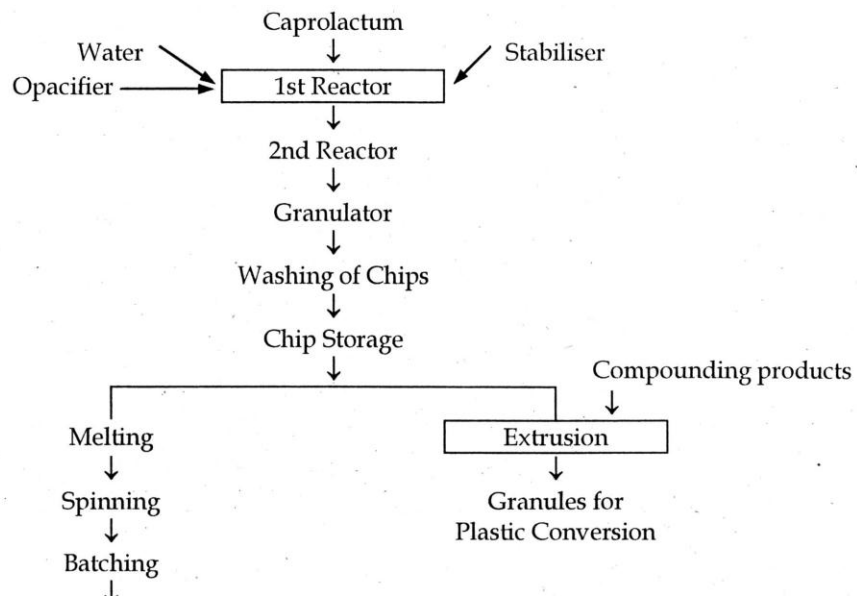 Caprolactum
Water
Stabiliser
Opacifier
1st Reactor
2nd Reactor
Granulator
Washing of Chips
Chip Storage
Compounding products
Melting
Extrusion
Spinning
Granules for
Plastic Conversion
Batching